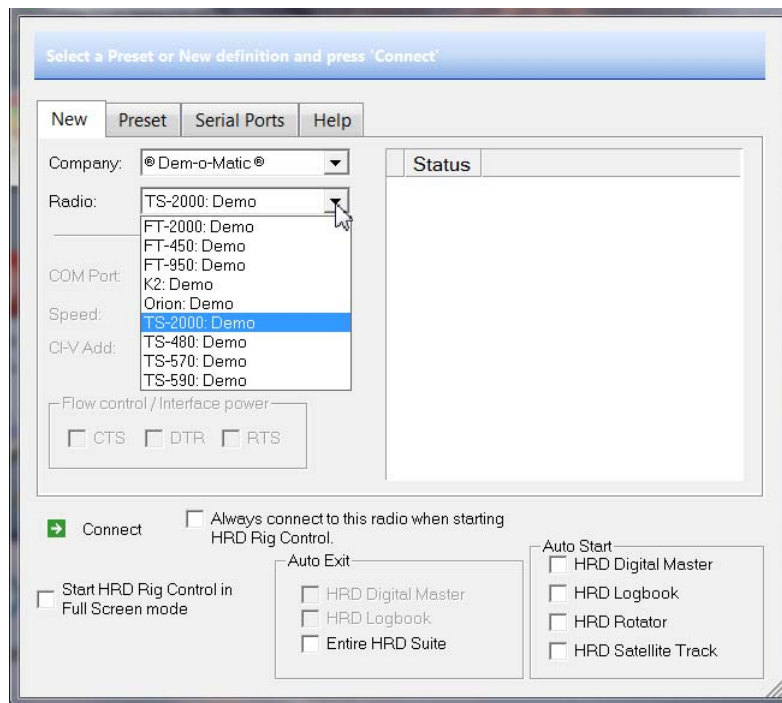 Select a Preset or New definition and press 'Connect'
New Preset Serial Ports Help
Company: ® Dem-o-Matic ®
Status
Radio: TS-2000: Demo
FT-2000: Demo
FT-450: Demo
FT-950: Demo
K2: Demo
Orion: Demo
TS-2000: Demo
TS-480: Demo
TS-570: Demo
TS-590: Demo
COM Port:
Speed:
CI-V Add:
Flow control / Interface power
CTS DTR RTS
Connect
Always connect to this radio when starting
HRD Rig Control.
Start HRD Rig Control in
Full Screen mode
Auto Exit
HRD Digital Master
HRD Logbook
Entire HRD Suite
Auto Start
HRD Digital Master
HRD Logbook
HRD Rotator
HRD Satellite Track